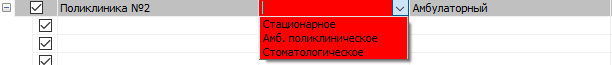 Поликлиника №2 Амбулаторный
Стационарное
Амб. поликлиническое
Стоматологическое